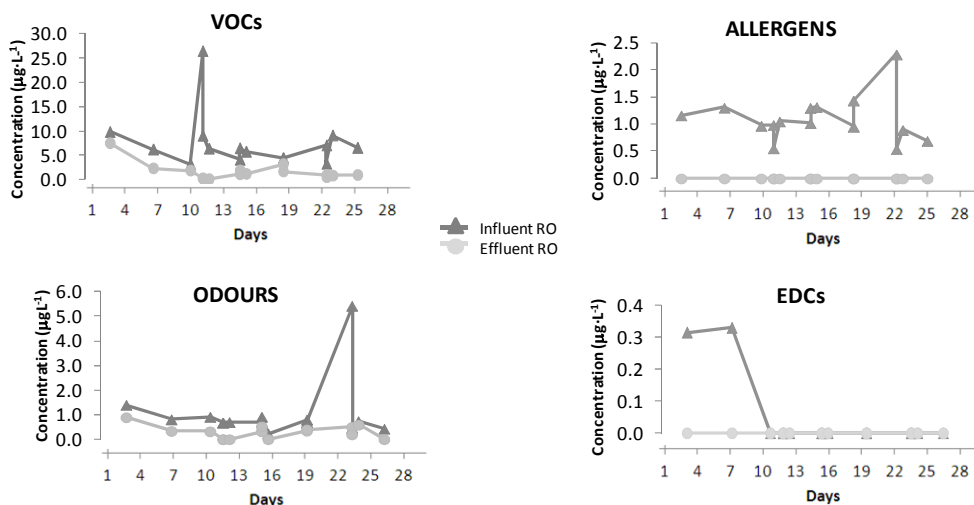 VOCs
Concentration (µg·L-1)
30.0
25.0
20.0
15.0
10.0
5.0
0.0
1 4 7 10 13 16 19 22 25 28
Days
ALLERGENS
Concentration (µg·L-1)
2.5
2.0
1.5
1.0
0.5
0.0
1 4 7 10 13 16 19 22 25 28
Days
Influent RO
Effluent RO
ODOURS
Concentration (µgL-1)
6.0
5.0
4.0
3.0
2.0
1.0
0.0
1 4 7 10 13 16 19 22 25 28
Days
EDCs
Concentration (µg·L-1)
0.4
0.3
0.2
0.1
0.0
1 4 7 10 13 16 19 22 25 28
Days